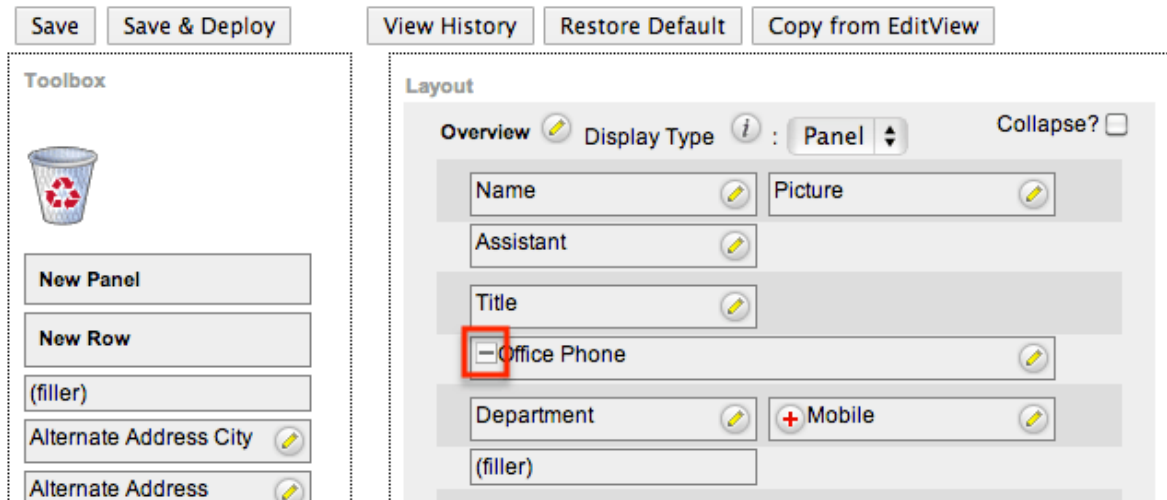 Save Save & Deploy View History Restore Default Copy from EditView
Toolbox
New Panel
New Row
(filler)
Alternate Address City
Alternate Address
Layout
Overview Display Type i : Panel Collapse?
Name Picture
Assistant
Title
Office Phone
Department Mobile
(filler)